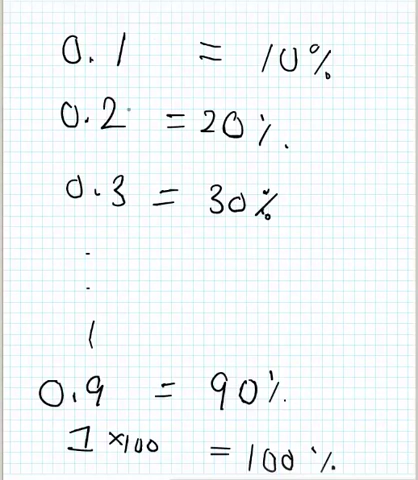 0.1 = 10%
0.2 = 20%
0.3 = 30%
.
.
(
0.9 = 90%
1 ×100 = 100%